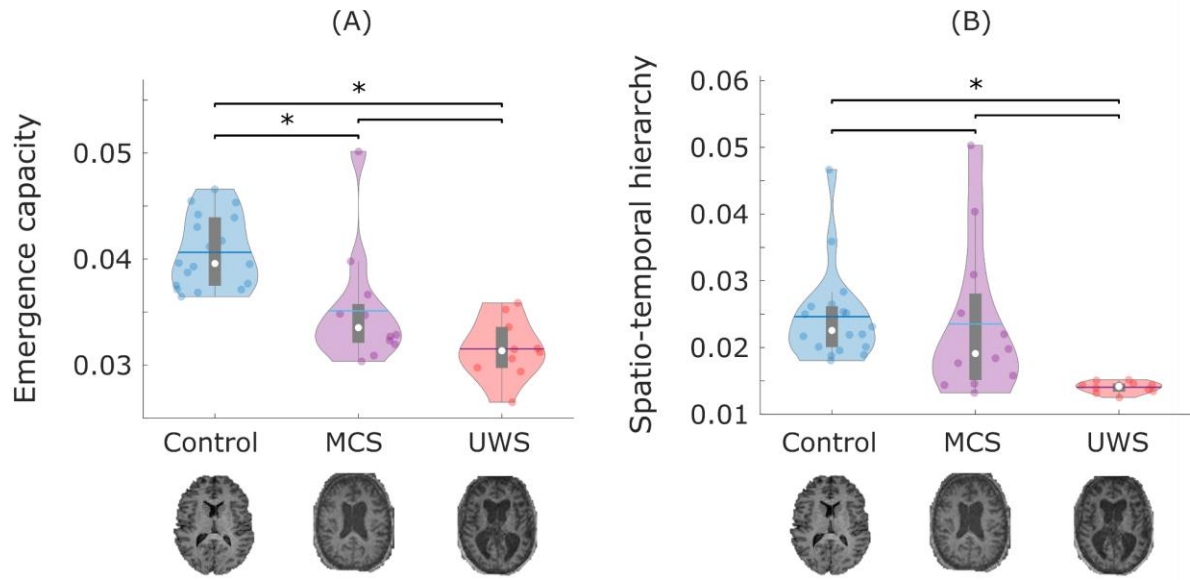 (A)
Emergence capacity
0.05
0.04
0.03
*
*
Control MCS UWS
(B)
Spatio-temporal hierarchy
0.06
0.05
0.04
0.03
0.02
0.01
*
Control MCS UWS